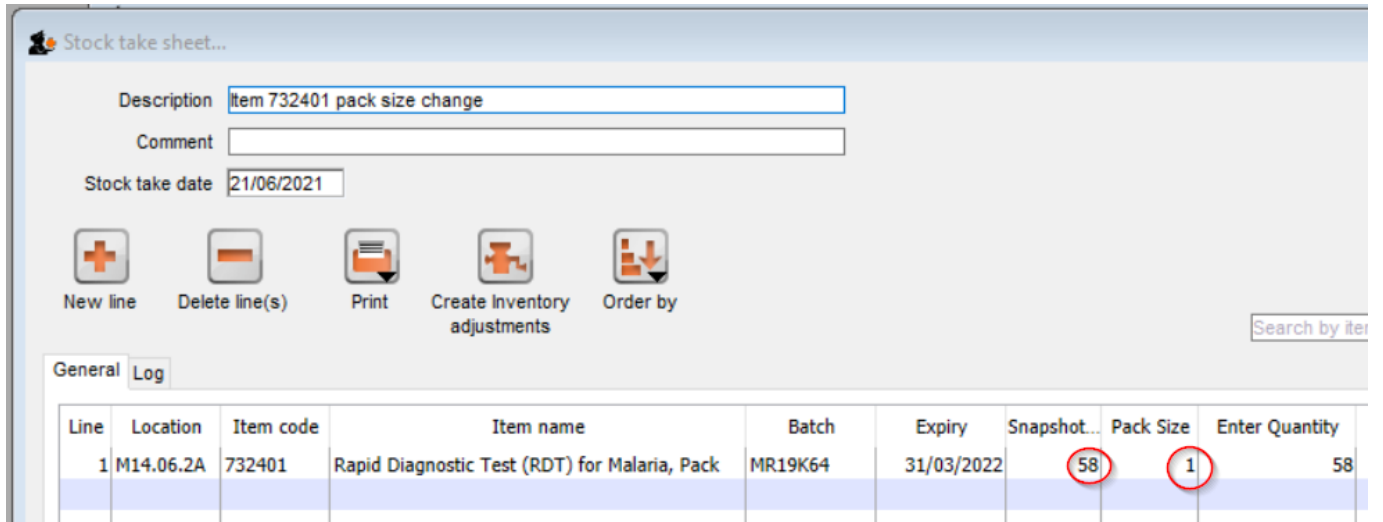 Stock take sheet...
Description Item 732401 pack size change
Comment
Stock take date 21/06/2021
New line Delete line(s) Print Create Inventory adjustments Order by
Search by iter
General Log
Line Location Item code Item name Batch Expiry Snapshot... Pack Size Enter Quantity
1 M14.06.2A 732401 Rapid Diagnostic Test (RDT) for Malaria, Pack MR19K64 31/03/2022 58 1 58